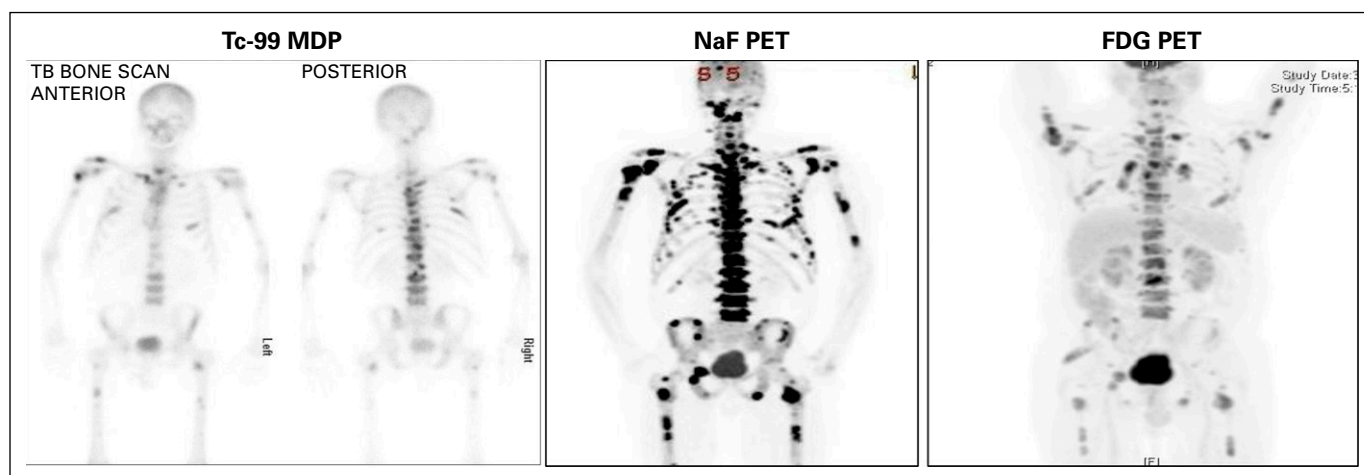 Tc-99 MDP
NaF PET
FDG PET
TB BONE SCAN
ANTERIOR
POSTERIOR
Left
Right
S 5
[H]
Study Date:3
Study Time:5:1
[F]